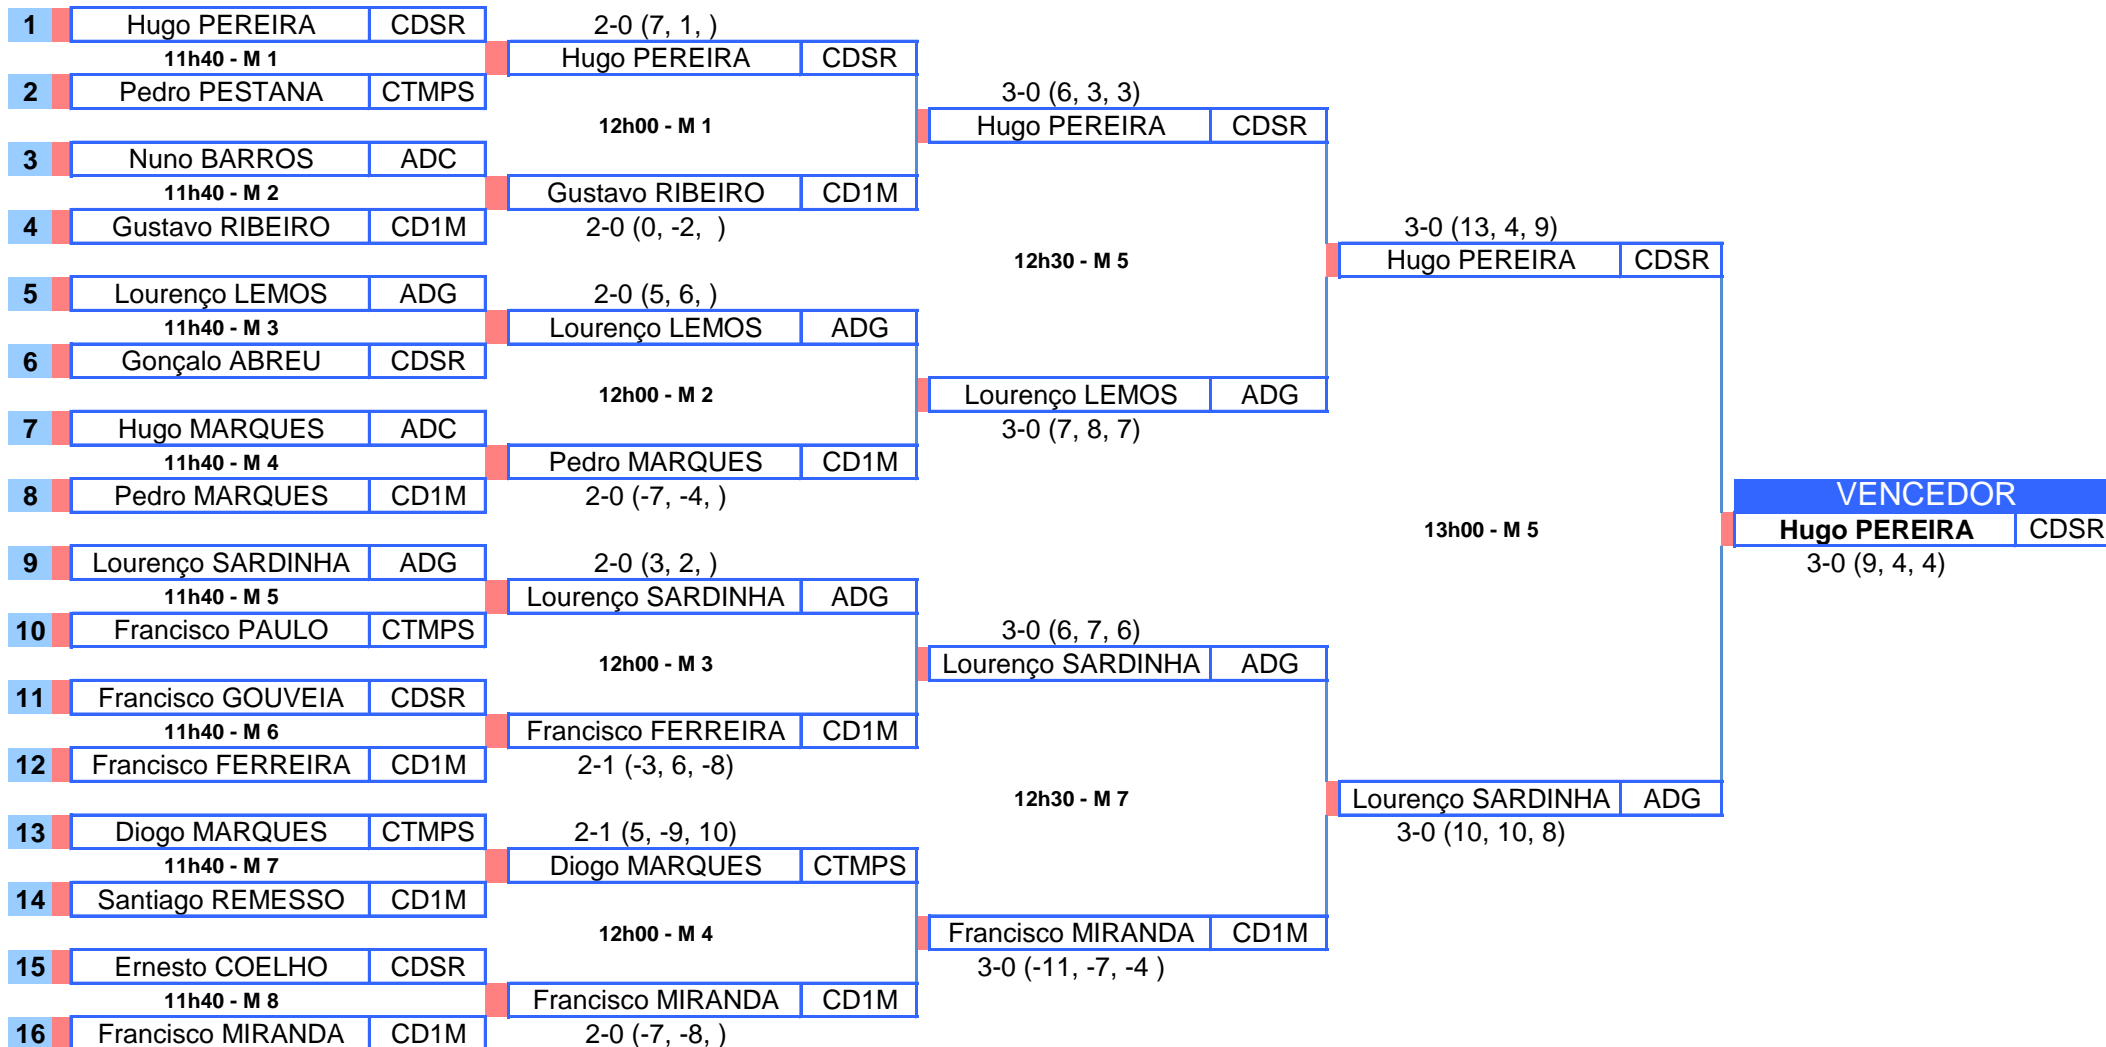 1 Hugo PEREIRA CDSR 2-0 (7, 1, )
11h40 - M 1 Hugo PEREIRA CDSR
2 Pedro PESTANA CTMPS 3-0 (6, 3, 3)
12h00 - M 1 Hugo PEREIRA CDSR
3 Nuno BARROS ADC
11h40 - M 2 Gustavo RIBEIRO CD1M
4 Gustavo RIBEIRO CD1M 2-0 (0, -2, ) 3-0 (13, 4, 9)
12h30 - M 5 Hugo PEREIRA CDSR
5 Lourenço LEMOS ADG 2-0 (5, 6, )
11h40 - M 3 Lourenço LEMOS ADG
6 Gonçalo ABREU CDSR
12h00 - M 2 Lourenço LEMOS ADG
7 Hugo MARQUES ADC 3-0 (7, 8, 7)
11h40 - M 4 Pedro MARQUES CD1M
8 Pedro MARQUES CD1M 2-0 (-7, -4, ) VENCEDOR
13h00 - M 5 Hugo PEREIRA CDSR
9 Lourenço SARDINHA ADG 2-0 (3, 2, ) 3-0 (9, 4, 4)
11h40 - M 5 Lourenço SARDINHA ADG
10 Francisco PAULO CTMPS 3-0 (6, 7, 6)
12h00 - M 3 Lourenço SARDINHA ADG
11 Francisco GOUVEIA CDSR
11h40 - M 6 Francisco FERREIRA CD1M
12 Francisco FERREIRA CD1M 2-1 (-3, 6, -8)
12h30 - M 7 Lourenço SARDINHA ADG
13 Diogo MARQUES CTMPS 2-1 (5, -9, 10) 3-0 (10, 10, 8)
11h40 - M 7 Diogo MARQUES CTMPS
14 Santiago REMESSO CD1M
12h00 - M 4 Francisco MIRANDA CD1M
15 Ernesto COELHO CDSR 3-0 (-11, -7, -4 )
11h40 - M 8 Francisco MIRANDA CD1M
16 Francisco MIRANDA CD1M 2-0 (-7, -8, )